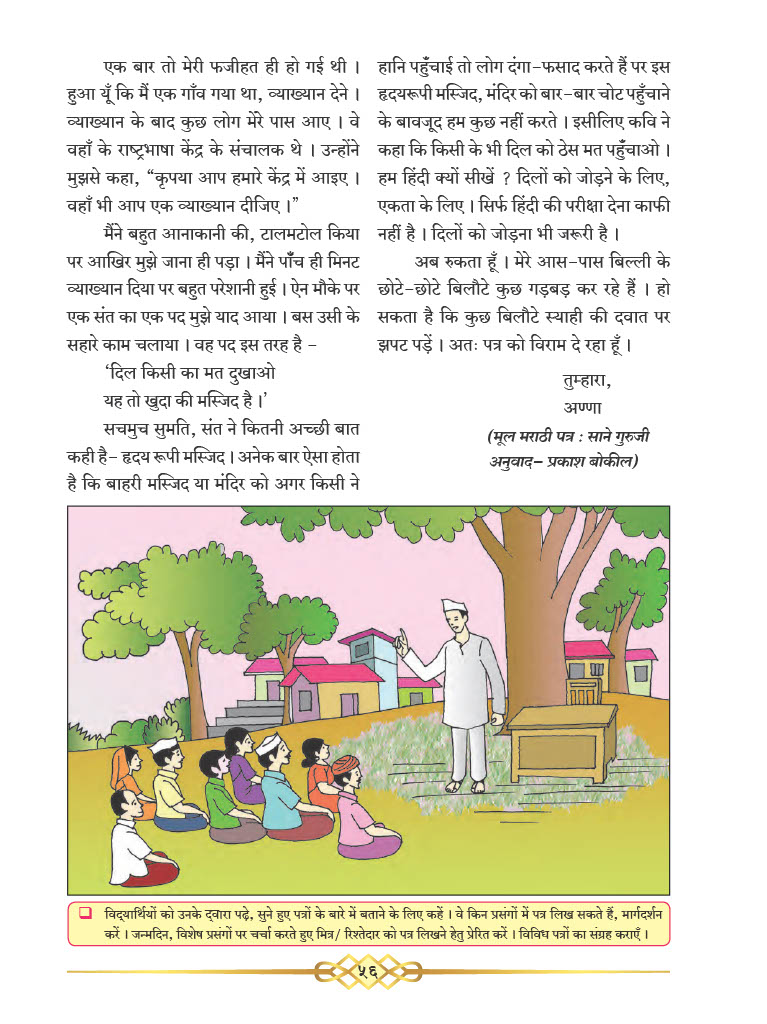 एक बार तो मेरी फजीहत ही हो गई थी ।
हुआ यूँ कि मैं एक गाँव गया था, व्याख्यान देने ।
व्याख्यान के बाद कुछ लोग मेरे पास आए । वे
वहाँ के राष्ट्रभाषा केंद्र के संचालक थे । उन्होंने
मुझसे कहा, “कृपया आप हमारे केंद्र में आइए ।
वहाँ भी आप एक व्याख्यान दीजिए ।”
मैंने बहुत आनाकानी की, टालमटोल किया
पर आखिर मुझे जाना ही पड़ा । मैंने पाँच ही मिनट
व्याख्यान दिया पर बहुत परेशानी हुई । ऐन मौके पर
एक संत का एक पद मुझे याद आया । बस उसी के
सहारे काम चलाया । वह पद इस तरह है -
‘दिल किसी का मत दुखाओ
यह तो खुदा की मस्जिद है ।’
सचमुच सुमति, संत ने कितनी अच्छी बात
कही है- हृदय रूपी मस्जिद । अनेक बार ऐसा होता
है कि बाहरी मस्जिद या मंदिर को अगर किसी ने
हानि पहुँचाई तो लोग दंगा-फसाद करते हैं पर इस
हृदयरूपी मस्जिद, मंदिर को बार-बार चोट पहुँचाने
के बावजूद हम कुछ नहीं करते । इसीलिए कवि ने
कहा कि किसी के भी दिल को ठेस मत पहुँचाओ ।
हम हिंदी क्यों सीखें ? दिलों को जोड़ने के लिए,
एकता के लिए । सिर्फ हिंदी की परीक्षा देना काफी
नहीं है । दिलों को जोड़ना भी जरूरी है ।
अब रुकता हूँ । मेरे आस-पास बिल्ली के
छोटे-छोटे बिलौटे कुछ गड़बड़ कर रहे हैं । हो
सकता है कि कुछ बिलौटे स्याही की दवात पर
झपट पड़ें । अतः पत्र को विराम दे रहा हूँ ।
तुम्हारा,
अण्णा
(मूल मराठी पत्र : साने गुरुजी
अनुवाद- प्रकाश बोकील)
❑ विद्यार्थियों को उनके द्वारा पढ़े, सुने हुए पत्रों के बारे में बताने के लिए कहें । वे किन प्रसंगों में पत्र लिख सकते हैं, मार्गदर्शन
करें । जन्मदिन, विशेष प्रसंगों पर चर्चा करते हुए मित्र/ रिश्तेदार को पत्र लिखने हेतु प्रेरित करें । विविध पत्रों का संग्रह कराएँ ।
५६